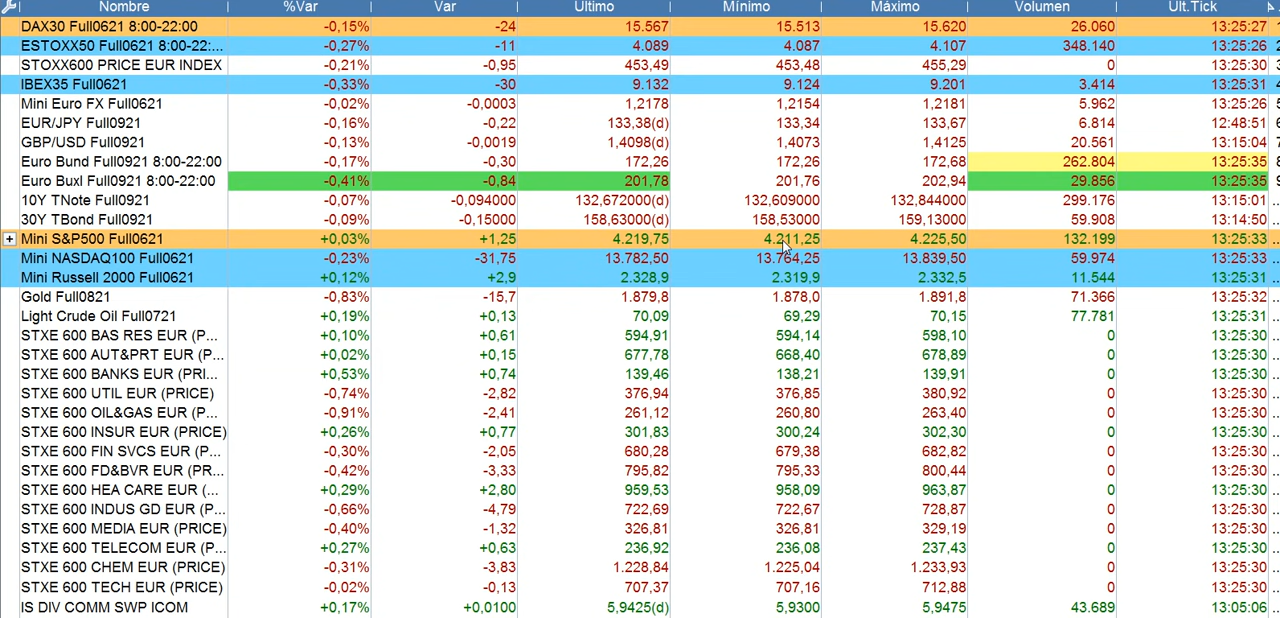 Nombre %Var Var Último Mínimo Máximo Volumen Últ.Tick
DAX30 Full0621 8:00-22:00 -0,15% -24 15.567 15.513 15.620 26.060 13:25:27
ESTOXX50 Full0621 8:00-22:... -0,27% -11 4.089 4.087 4.107 348.140 13:25:26
STOXX600 PRICE EUR INDEX -0,21% -0,95 453,49 453,48 455,29 0 13:25:30
IBEX35 Full0621 -0,33% -30 9.132 9.124 9.201 3.414 13:25:31
Mini Euro FX Full0621 -0,02% -0,0003 1,2178 1,2154 1,2181 5.962 13:25:26
EUR/JPY Full0921 -0,16% -0,22 133,38(d) 133,34 133,67 6.814 12:48:51
GBP/USD Full0921 -0,13% -0,0019 1,4098(d) 1,4073 1,4125 20.561 13:15:04
Euro Bund Full0921 8:00-22:00 -0,17% -0,30 172,26 172,26 172,68 262.804 13:25:35
Euro Buxl Full0921 8:00-22:00 -0,41% -0,84 201,78 201,76 202,94 29.856 13:25:35
10Y TNote Full0921 -0,07% -0,094000 132,672000(d) 132,609000 132,844000 299.176 13:15:01
30Y TBond Full0921 -0,09% -0,15000 158,63000(d) 158,53000 159,13000 59.908 13:14:50
Mini S&P500 Full0621 +0,03% +1,25 4.219,75 4.211,25 4.225,50 132.199 13:25:33
Mini NASDAQ100 Full0621 -0,23% -31,75 13.782,50 13.764,25 13.839,50 59.974 13:25:33
Mini Russell 2000 Full0621 +0,12% +2,9 2.328,9 2.319,9 2.332,5 11.544 13:25:31
Gold Full0821 -0,83% -15,7 1.879,8 1.878,0 1.891,8 71.366 13:25:32
Light Crude Oil Full0721 +0,19% +0,13 70,09 69,29 70,15 77.781 13:25:31
STXE 600 BAS RES EUR (P... +0,10% +0,61 594,91 594,14 598,10 0 13:25:30
STXE 600 AUT&PRT EUR (P... +0,02% +0,15 677,78 668,40 678,89 0 13:25:30
STXE 600 BANKS EUR (PRI... +0,53% +0,74 139,46 138,21 139,91 0 13:25:30
STXE 600 UTIL EUR (PRICE) -0,74% -2,82 376,94 376,85 380,92 0 13:25:30
STXE 600 OIL&GAS EUR (P... -0,91% -2,41 261,12 260,80 263,40 0 13:25:30
STXE 600 INSUR EUR (PRICE) +0,26% +0,77 301,83 300,24 302,30 0 13:25:30
STXE 600 FIN SVCS EUR (P... -0,30% -2,05 680,28 679,38 682,82 0 13:25:30
STXE 600 FD&BVR EUR (PR... -0,42% -3,33 795,82 795,33 800,44 0 13:25:30
STXE 600 HEA CARE EUR (... +0,29% +2,80 959,53 958,09 963,87 0 13:25:30
STXE 600 INDUS GD EUR (P... -0,66% -4,79 722,69 722,67 728,87 0 13:25:30
STXE 600 MEDIA EUR (PRICE) -0,40% -1,32 326,81 326,81 329,19 0 13:25:30
STXE 600 TELECOM EUR (P... +0,27% +0,63 236,92 236,08 237,43 0 13:25:30
STXE 600 CHEM EUR (PRICE) -0,31% -3,83 1.228,84 1.225,04 1.233,93 0 13:25:30
STXE 600 TECH EUR (PRICE) -0,02% -0,13 707,37 707,16 712,88 0 13:25:30
IS DIV COMM SWP ICOM +0,17% +0,0100 5,9425(d) 5,9300 5,9475 43.689 13:05:06